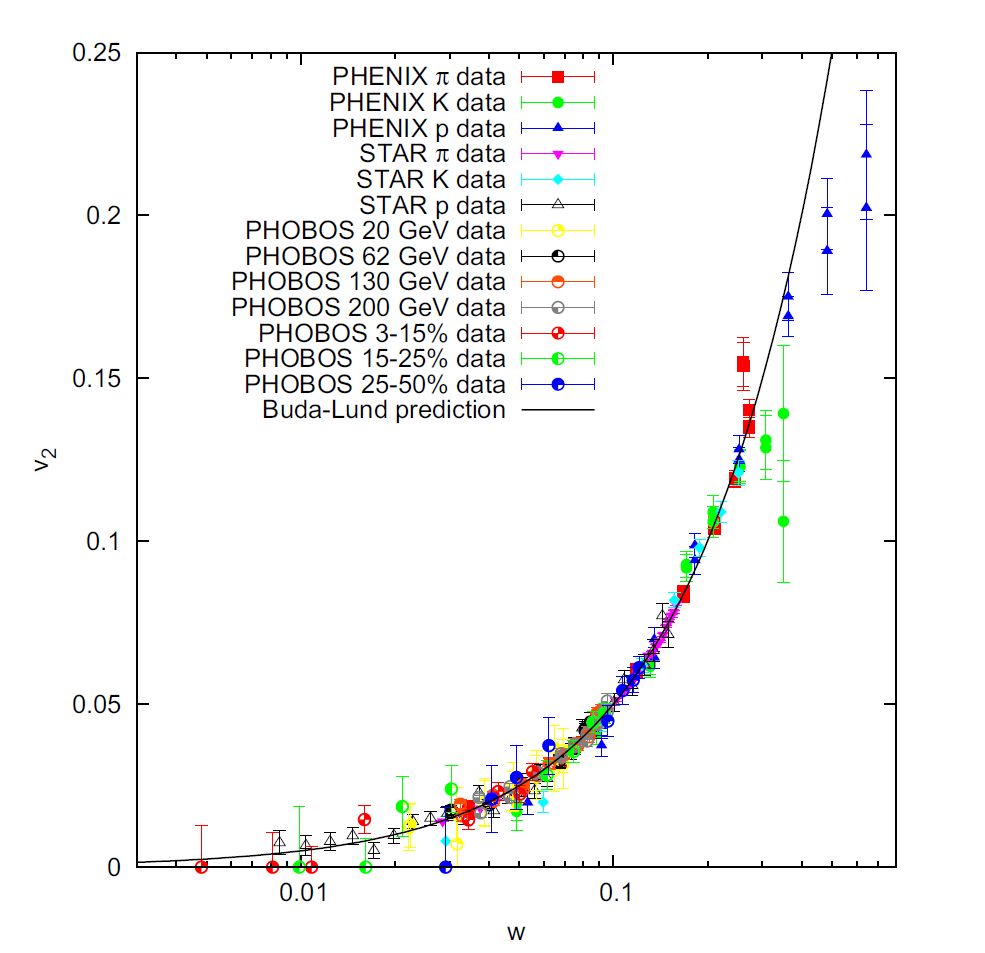 0.25
0.2
0.15
0.1
0.05
0
v2
PHENIX π data
PHENIX K data
PHENIX p data
STAR π data
STAR K data
STAR p data
PHOBOS 20 GeV data
PHOBOS 62 GeV data
PHOBOS 130 GeV data
PHOBOS 200 GeV data
PHOBOS 3-15% data
PHOBOS 15-25% data
PHOBOS 25-50% data
Buda-Lund prediction
0.01
0.1
w